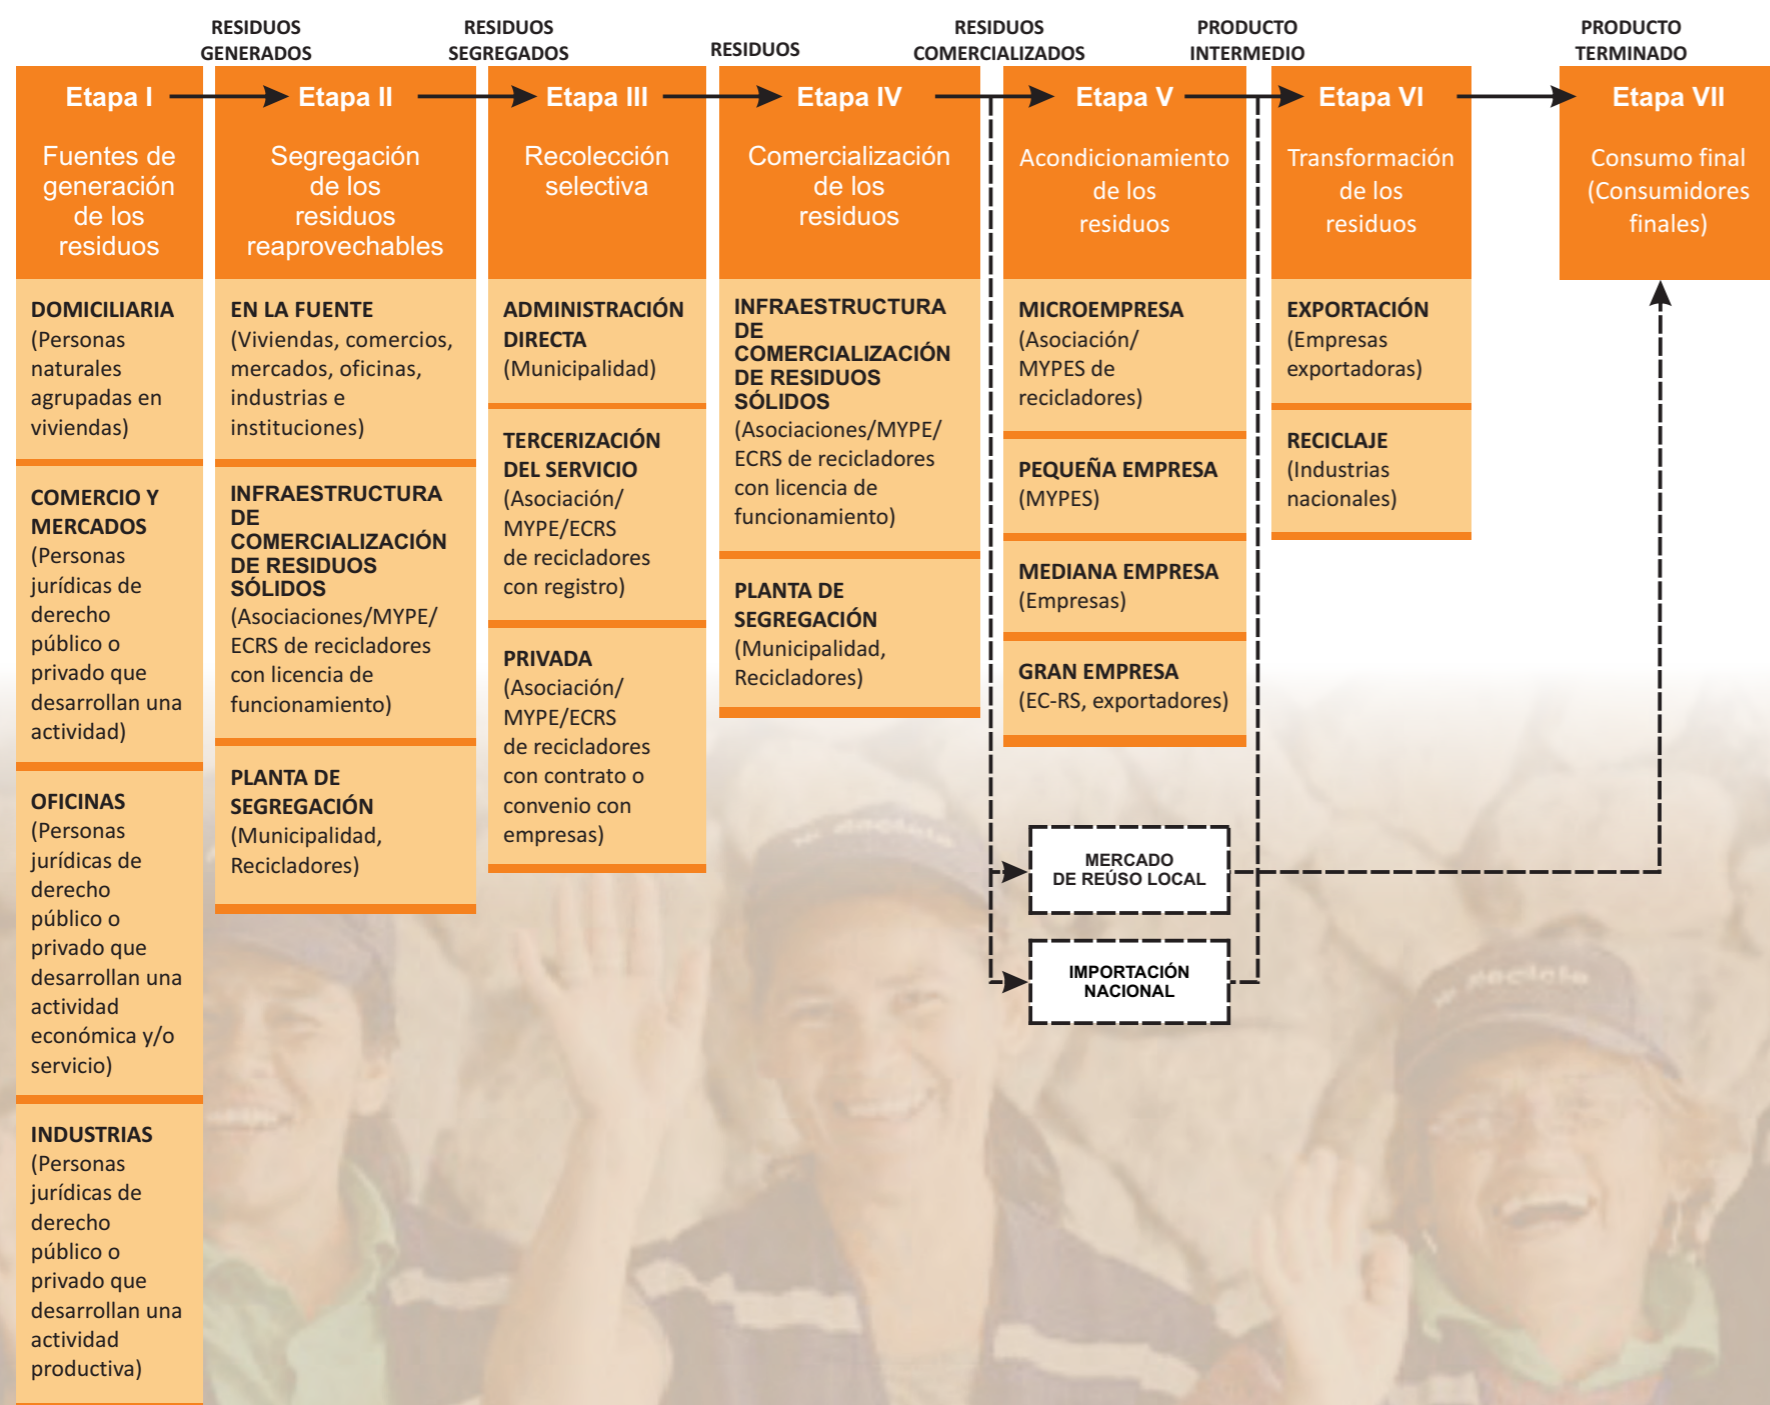 RESIDUOS
GENERADOS
RESIDUOS
SEGREGADOS
RESIDUOS
RESIDUOS
COMERCIALIZADOS
PRODUCTO
INTERMEDIO
PRODUCTO
TERMINADO
Etapa I
Fuentes de
generación
de los
residuos
DOMICILIARIA
(Personas
naturales
agrupadas en
viviendas)
COMERCIO Y
MERCADOS
(Personas
jurídicas de
derecho
público o
privado que
desarrollan una
actividad)
OFICINAS
(Personas
jurídicas de
derecho
público o
privado que
desarrollan una
actividad
económica y/o
servicio)
INDUSTRIAS
(Personas
jurídicas de
derecho
público o
privado que
desarrollan una
actividad
productiva)
Etapa II
Segregación
de los
residuos
reaprovechables
EN LA FUENTE
(Viviendas, comercios,
mercados, oficinas,
industrias e
instituciones)
INFRAESTRUCTURA
DE
COMERCIALIZACIÓN
DE RESIDUOS
SÓLIDOS
(Asociaciones/MYPE/
ECRS de recicladores
con licencia de
funcionamiento)
PLANTA DE
SEGREGACIÓN
(Municipalidad,
Recicladores)
Etapa III
Recolección
selectiva
ADMINISTRACIÓN
DIRECTA
(Municipalidad)
TERCERIZACIÓN
DEL SERVICIO
(Asociación/
MYPE/ECRS
de recicladores
con registro)
PRIVADA
(Asociación/
MYPE/ECRS
de recicladores
con contrato o
convenio con
empresas)
Etapa IV
Comercialización
de los
residuos
INFRAESTRUCTURA
DE
COMERCIALIZACIÓN
DE RESIDUOS
SÓLIDOS
(Asociaciones/MYPE/
ECRS de recicladores
con licencia de
funcionamiento)
PLANTA DE
SEGREGACIÓN
(Municipalidad,
Recicladores)
Etapa V
Acondicionamiento
de los
residuos
MICROEMPRESA
(Asociación/
MYPES de
recicladores)
PEQUEÑA EMPRESA
(MYPES)
MEDIANA EMPRESA
(Empresas)
GRAN EMPRESA
(EC-RS, exportadores)
MERCADO
DE REÚSO LOCAL
IMPORTACIÓN
NACIONAL
Etapa VI
Transformación
de los
residuos
EXPORTACIÓN
(Empresas
exportadoras)
RECICLAJE
(Industrias
nacionales)
Etapa VII
Consumo final
(Consumidores
finales)